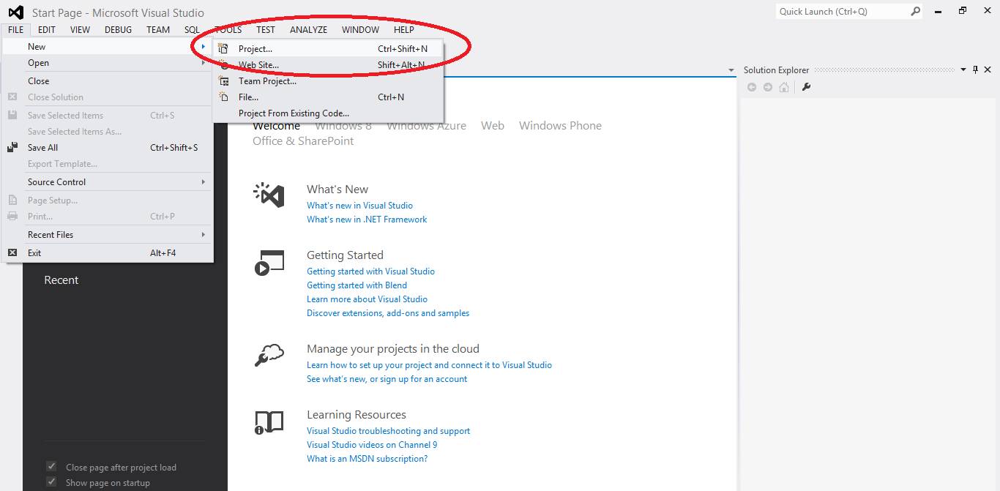 Start Page - Microsoft Visual Studio
Quick Launch (Ctrl+Q)
FILE EDIT VIEW DEBUG TEAM SQL TOOLS TEST ANALYZE WINDOW HELP
New
Open
Close
Close Solution
Save Selected Items Ctrl+S
Save Selected Items As...
Save All Ctrl+Shift+S
Export Template...
Source Control
Page Setup...
Print... Ctrl+P
Recent Files
Exit Alt+F4
Project... Ctrl+Shift+N
Web Site... Shift+Alt+N
Team Project...
File... Ctrl+N
Project From Existing Code...
Solution Explorer
Welcome Windows 8 Windows Azure Web Windows Phone
Office & SharePoint
What's New
What's new in Visual Studio
What's new in .NET Framework
Getting Started
Getting started with Visual Studio
Getting started with Blend
Learn more about Visual Studio
Discover extensions, add-ons and samples
Manage your projects in the cloud
Learn how to set up your project and connect it to Visual Studio
See what's new, or sign up for an account
Learning Resources
Visual Studio troubleshooting and support
Visual Studio videos on Channel 9
What is an MSDN subscription?
Recent
Close page after project load
Show page on startup